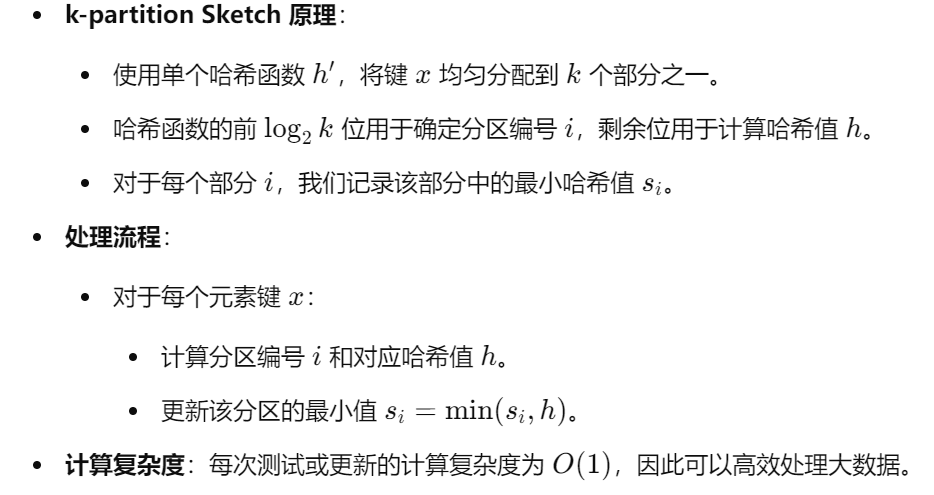 • k-partition Sketch 原理：
• 使用单个哈希函数 h′，将键 x 均匀分配到 k 个部分之一。
• 哈希函数的前 log₂ k 位用于确定分区编号 i，剩余位用于计算哈希值 h。
• 对于每个部分 i，我们记录该部分中的最小哈希值 sᵢ。
• 处理流程：
• 对于每个元素键 x：
• 计算分区编号 i 和对应哈希值 h。
• 更新该分区的最小值 sᵢ = min(sᵢ, h)。
• 计算复杂度：每次测试或更新的计算复杂度为 O(1)，因此可以高效处理大数据。